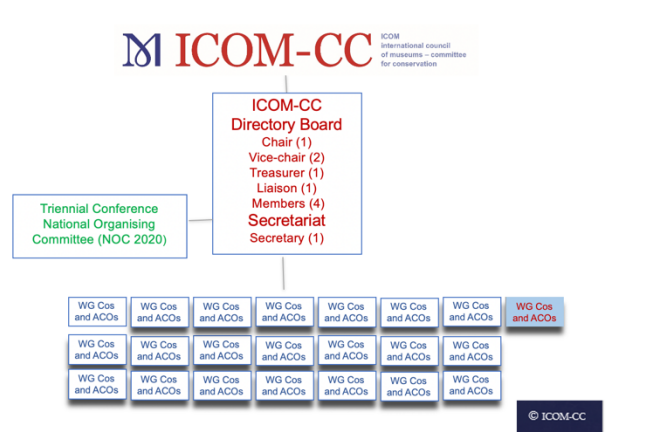 ICOM-CC
ICOM
international council
of museums – committee
for conservation
ICOM-CC
Directory Board
Chair (1)
Vice-chair (2)
Treasurer (1)
Liaison (1)
Members (4)
Secretariat
Secretary (1)
Triennial Conference
National Organising
Committee (NOC 2020)
WG Cos WG Cos WG Cos WG Cos WG Cos WG Cos WG Cos WG Cos
and ACOs and ACOs and ACOs and ACOs and ACOs and ACOs and ACOs and ACOs
WG Cos WG Cos WG Cos WG Cos WG Cos WG Cos WG Cos
and ACOs and ACOs and ACOs and ACOs and ACOs and ACOs and ACOs
WG Cos WG Cos WG Cos WG Cos WG Cos WG Cos WG Cos
and ACOs and ACOs and ACOs and ACOs and ACOs and ACOs and ACOs
© ICOM-CC